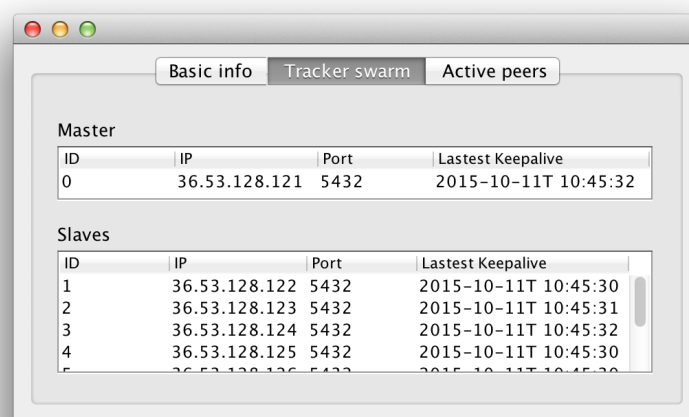 Basic info Tracker swarm Active peers
Master
ID IP Port Lastest Keepalive
0 36.53.128.121 5432 2015-10-11T 10:45:32
Slaves
ID IP Port Lastest Keepalive
1 36.53.128.122 5432 2015-10-11T 10:45:30
2 36.53.128.123 5432 2015-10-11T 10:45:31
3 36.53.128.124 5432 2015-10-11T 10:45:32
4 36.53.128.125 5432 2015-10-11T 10:45:30